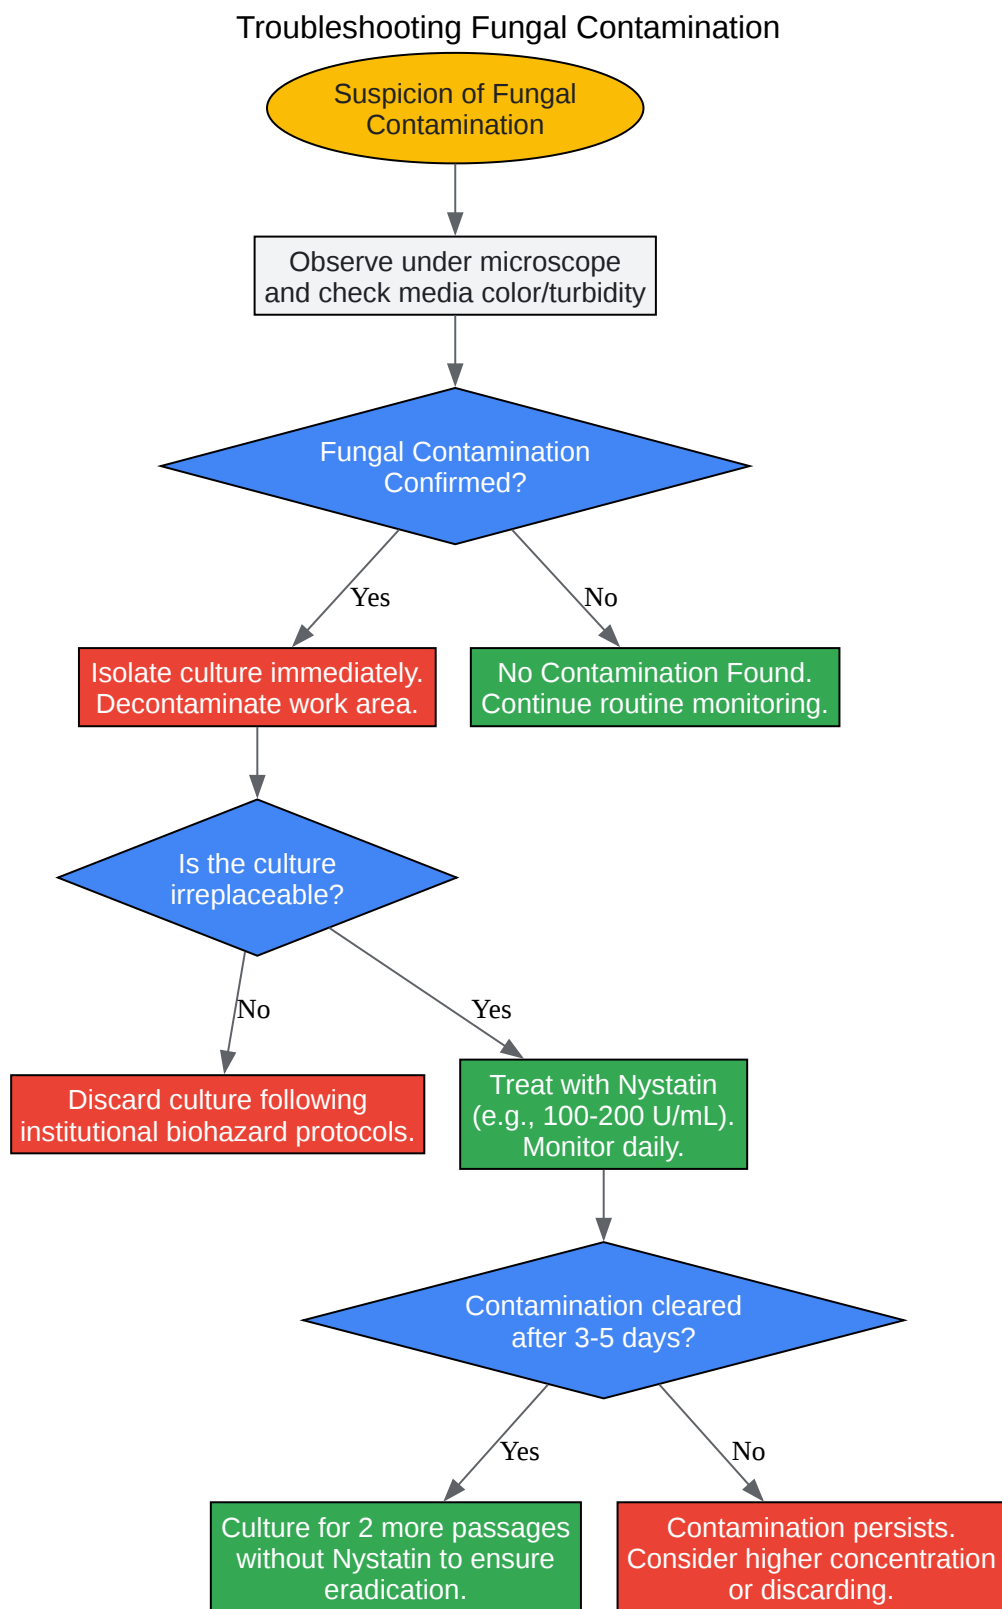 Troubleshooting Fungal Contamination
Suspicion of Fungal
Contamination
Observe under microscope
and check media color/turbidity
Fungal Contamination
Confirmed?
Yes
No
Isolate culture immediately.
Decontaminate work area.
No Contamination Found.
Continue routine monitoring.
Is the culture
irreplaceable?
No
Yes
Discard culture following
institutional biohazard protocols.
Treat with Nystatin
(e.g., 100-200 U/mL).
Monitor daily.
Contamination cleared
after 3-5 days?
Yes
No
Culture for 2 more passages
without Nystatin to ensure
eradication.
Contamination persists.
Consider higher concentration
or discarding.